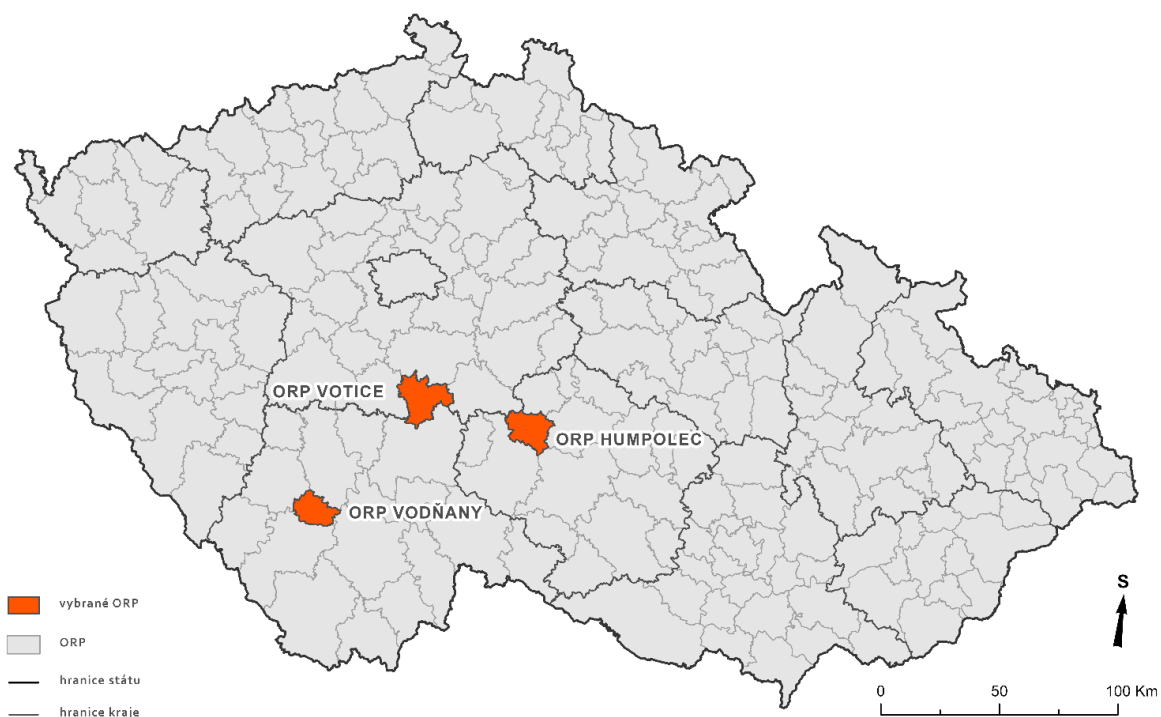 ORP VOTICE
ORP HUMPOLEC
ORP VODŇANY
vybrané ORP
ORP
hranice státu
hranice kraje
S
0 50 100 Km